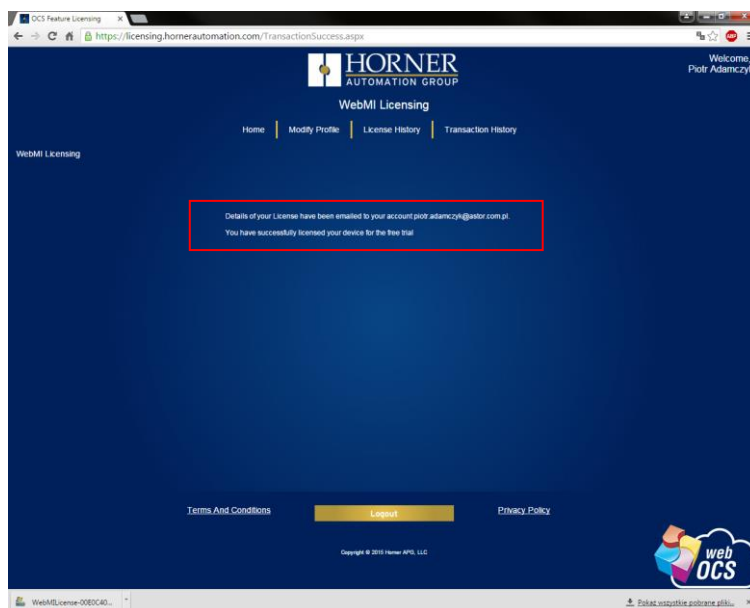 OCS Feature Licensing
https://licensing.hornerautomation.com/TransactionSuccess.aspx
ABP
HORNER
AUTOMATION GROUP
Welcome,
Piotr Adamczyk
WebMI Licensing
Home
Modify Profile
License History
Transaction History
WebMI Licensing
Details of your License have been emailed to your account piotr.adamczyk@astor.com.pl.
You have successfully licensed your device for the free trial
Terms And Conditions
Logout
Privacy Policy
Copyright © 2015 Horner APG, LLC
web
OCS
WebMILicense-00E0C40...
Pokaż wszystkie pobrane pliki...